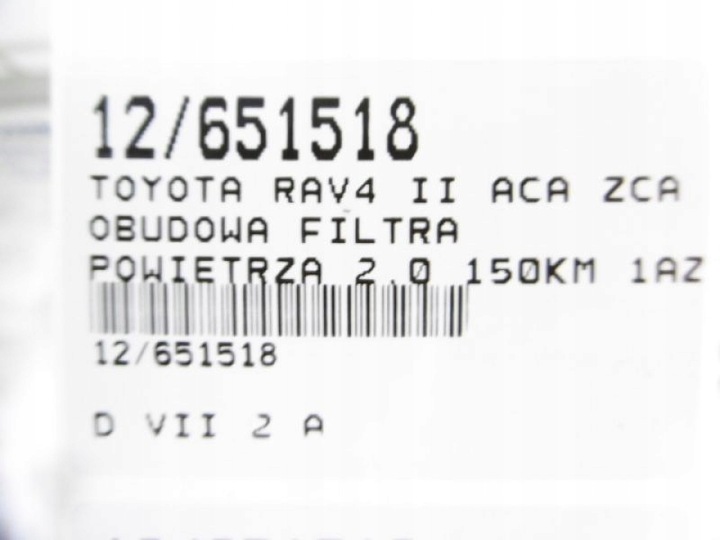 12/651518
TOYOTA RAV4 II ACA ZCA
OBUDOWA FILTRA
POWIETRZA 2.0 150KM 1AZ
12/651518
D VII 2 A